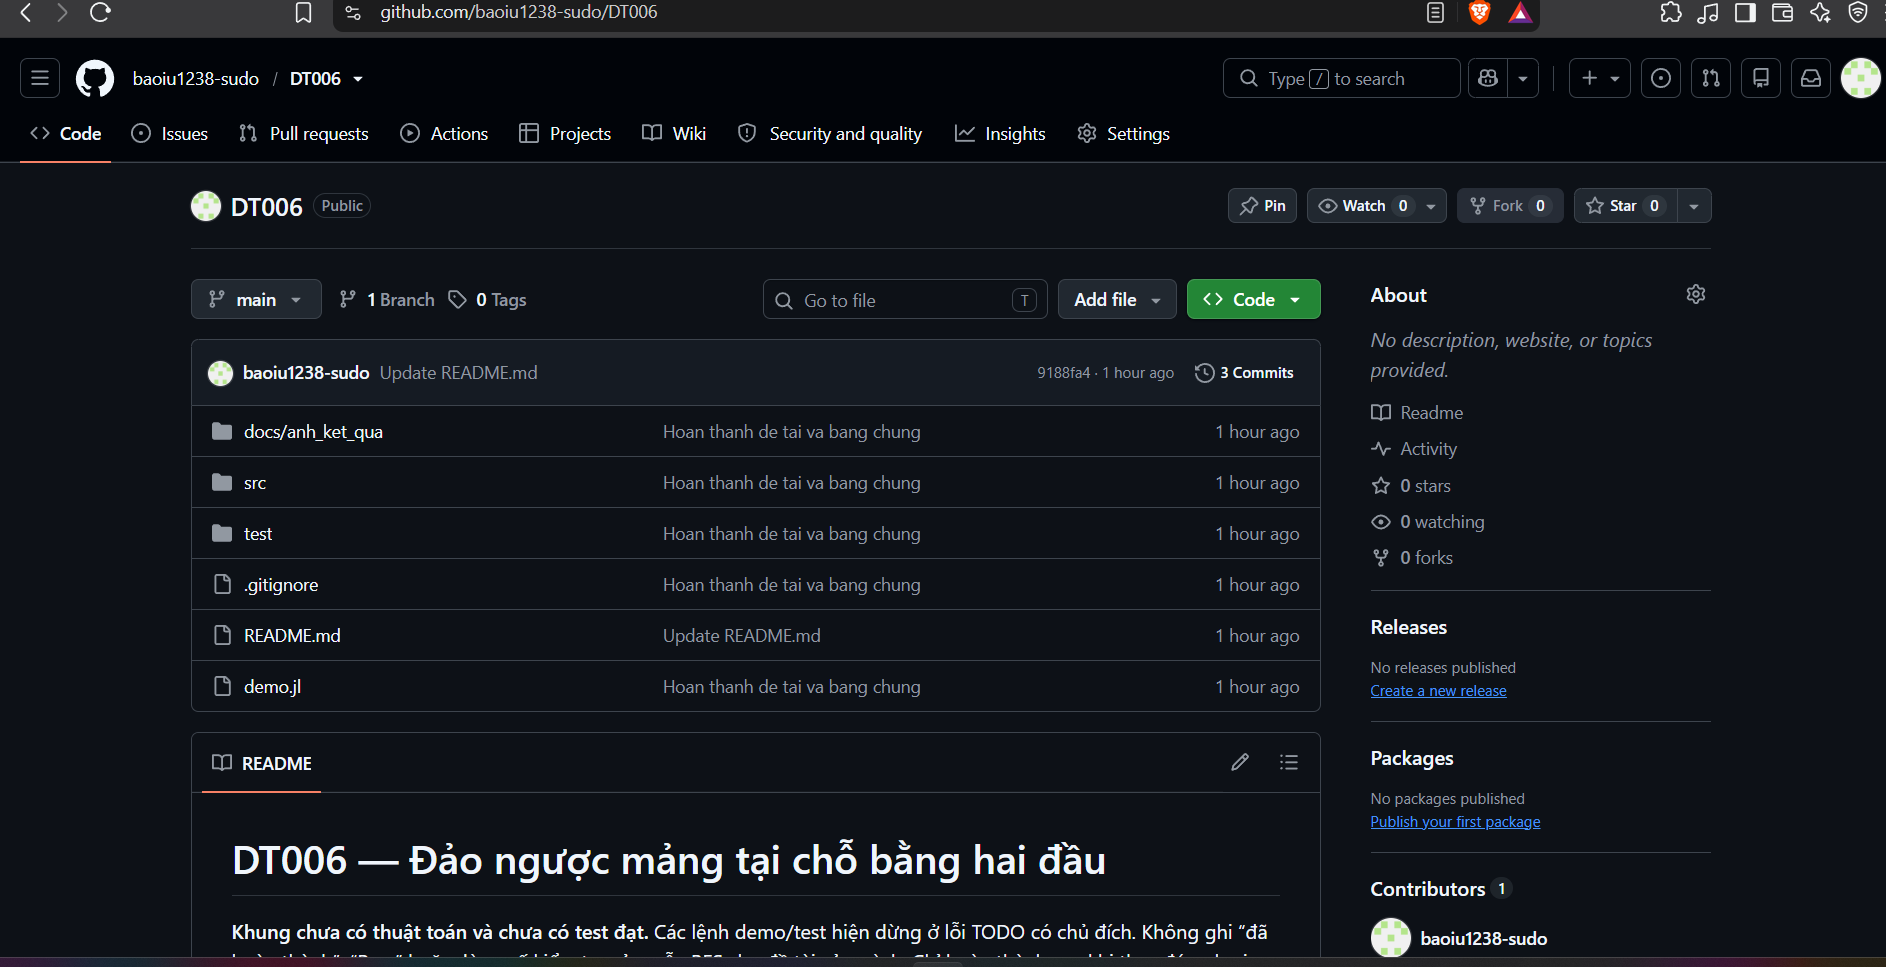 github.com/baoiu1238-sudo/DT006
baoiu1238-sudo / DT006
Type / to search
Code Issues Pull requests Actions Projects Wiki Security and quality Insights Settings
DT006 Public
Pin Watch 0 Fork 0 Star 0
main 1 Branch 0 Tags Go to file T Add file Code
baoiu1238-sudo Update README.md 9188fa4 · 1 hour ago 3 Commits
docs/anh_ket_qua Hoan thanh de tai va bang chung 1 hour ago
src Hoan thanh de tai va bang chung 1 hour ago
test Hoan thanh de tai va bang chung 1 hour ago
.gitignore Hoan thanh de tai va bang chung 1 hour ago
README.md Update README.md 1 hour ago
demo.jl Hoan thanh de tai va bang chung 1 hour ago
README
DT006 — Đảo ngược mảng tại chỗ bằng hai đầu
Khung chưa có thuật toán và chưa có test đạt. Các lệnh demo/test hiện dừng ở lỗi TODO có chủ đích. Không ghi “đã
About
No description, website, or topics
provided.
Readme
Activity
0 stars
0 watching
0 forks
Releases
No releases published
Create a new release
Packages
No packages published
Publish your first package
Contributors 1
baoiu1238-sudo